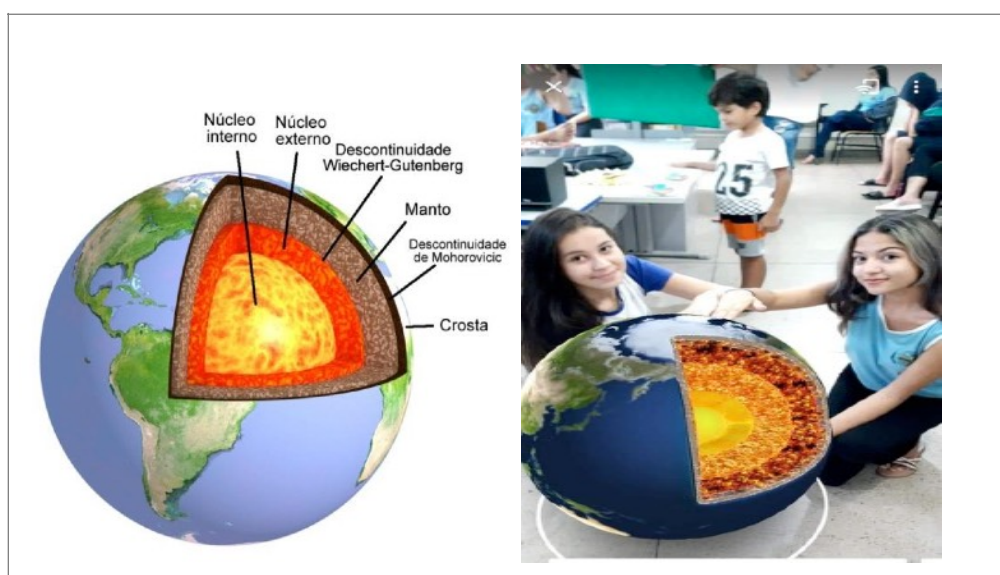 Núcleo
interno
Núcleo
externo
Descontinuidade
Wiechert-Gutenberg
Manto
Descontinuidade
de Mohorovicic
Crosta
25